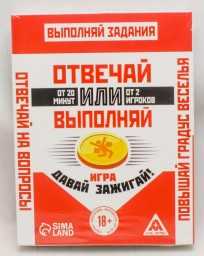 ВЫПОЛНЯЙ ЗАДАНИЯ
ОТВЕЧАЙ НА ВОПРОСЫ!
ПОВЫШАЙ ГРАДУС ВЕСЕЛЬЯ
ОТВЕЧАЙ
ОТ 20 МИНУТ
ИЛИ
ОТ 2 ИГРОКОВ
ВЫПОЛНЯЙ
ИГРА
ДАВАЙ ЗАЖИГАЙ!
SIMA LAND
18+